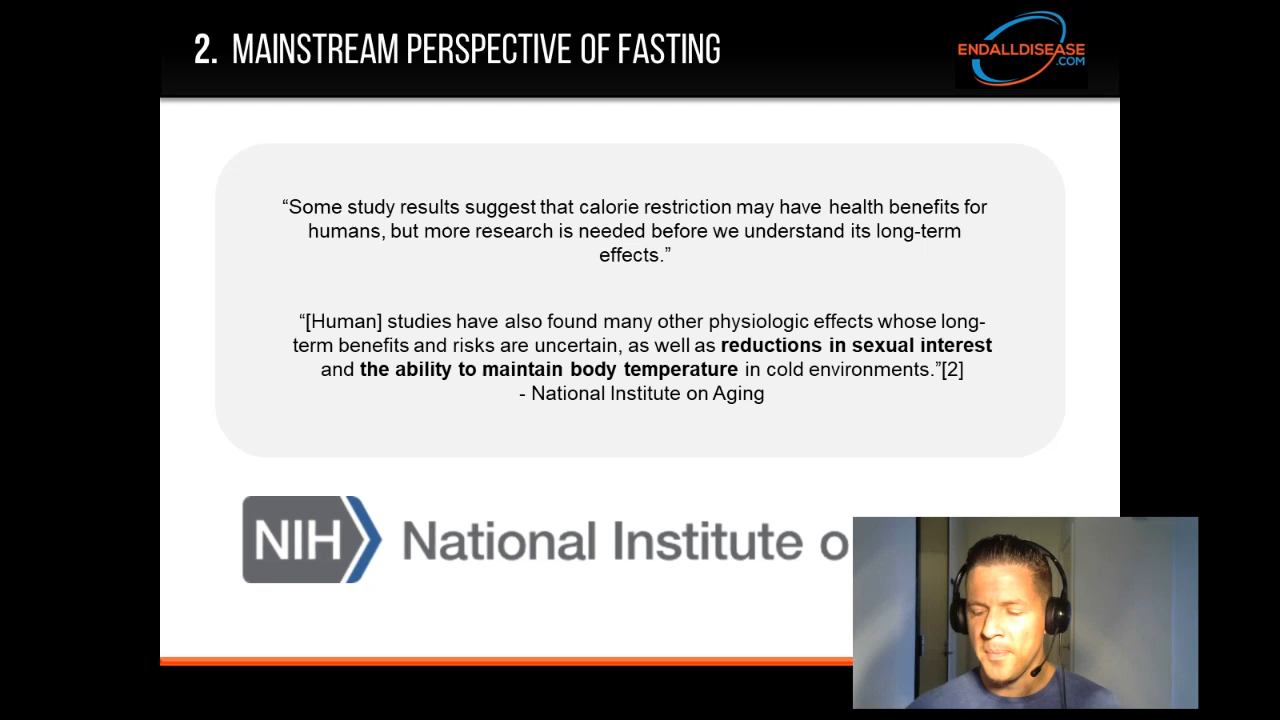 2. MAINSTREAM PERSPECTIVE OF FASTING
ENDALLDISEASE
.COM
“Some study results suggest that calorie restriction may have health benefits for
humans, but more research is needed before we understand its long-term
effects.”
“[Human] studies have also found many other physiologic effects whose long-
term benefits and risks are uncertain, as well as reductions in sexual interest
and the ability to maintain body temperature in cold environments.”[2]
- National Institute on Aging
NIH National Institute o